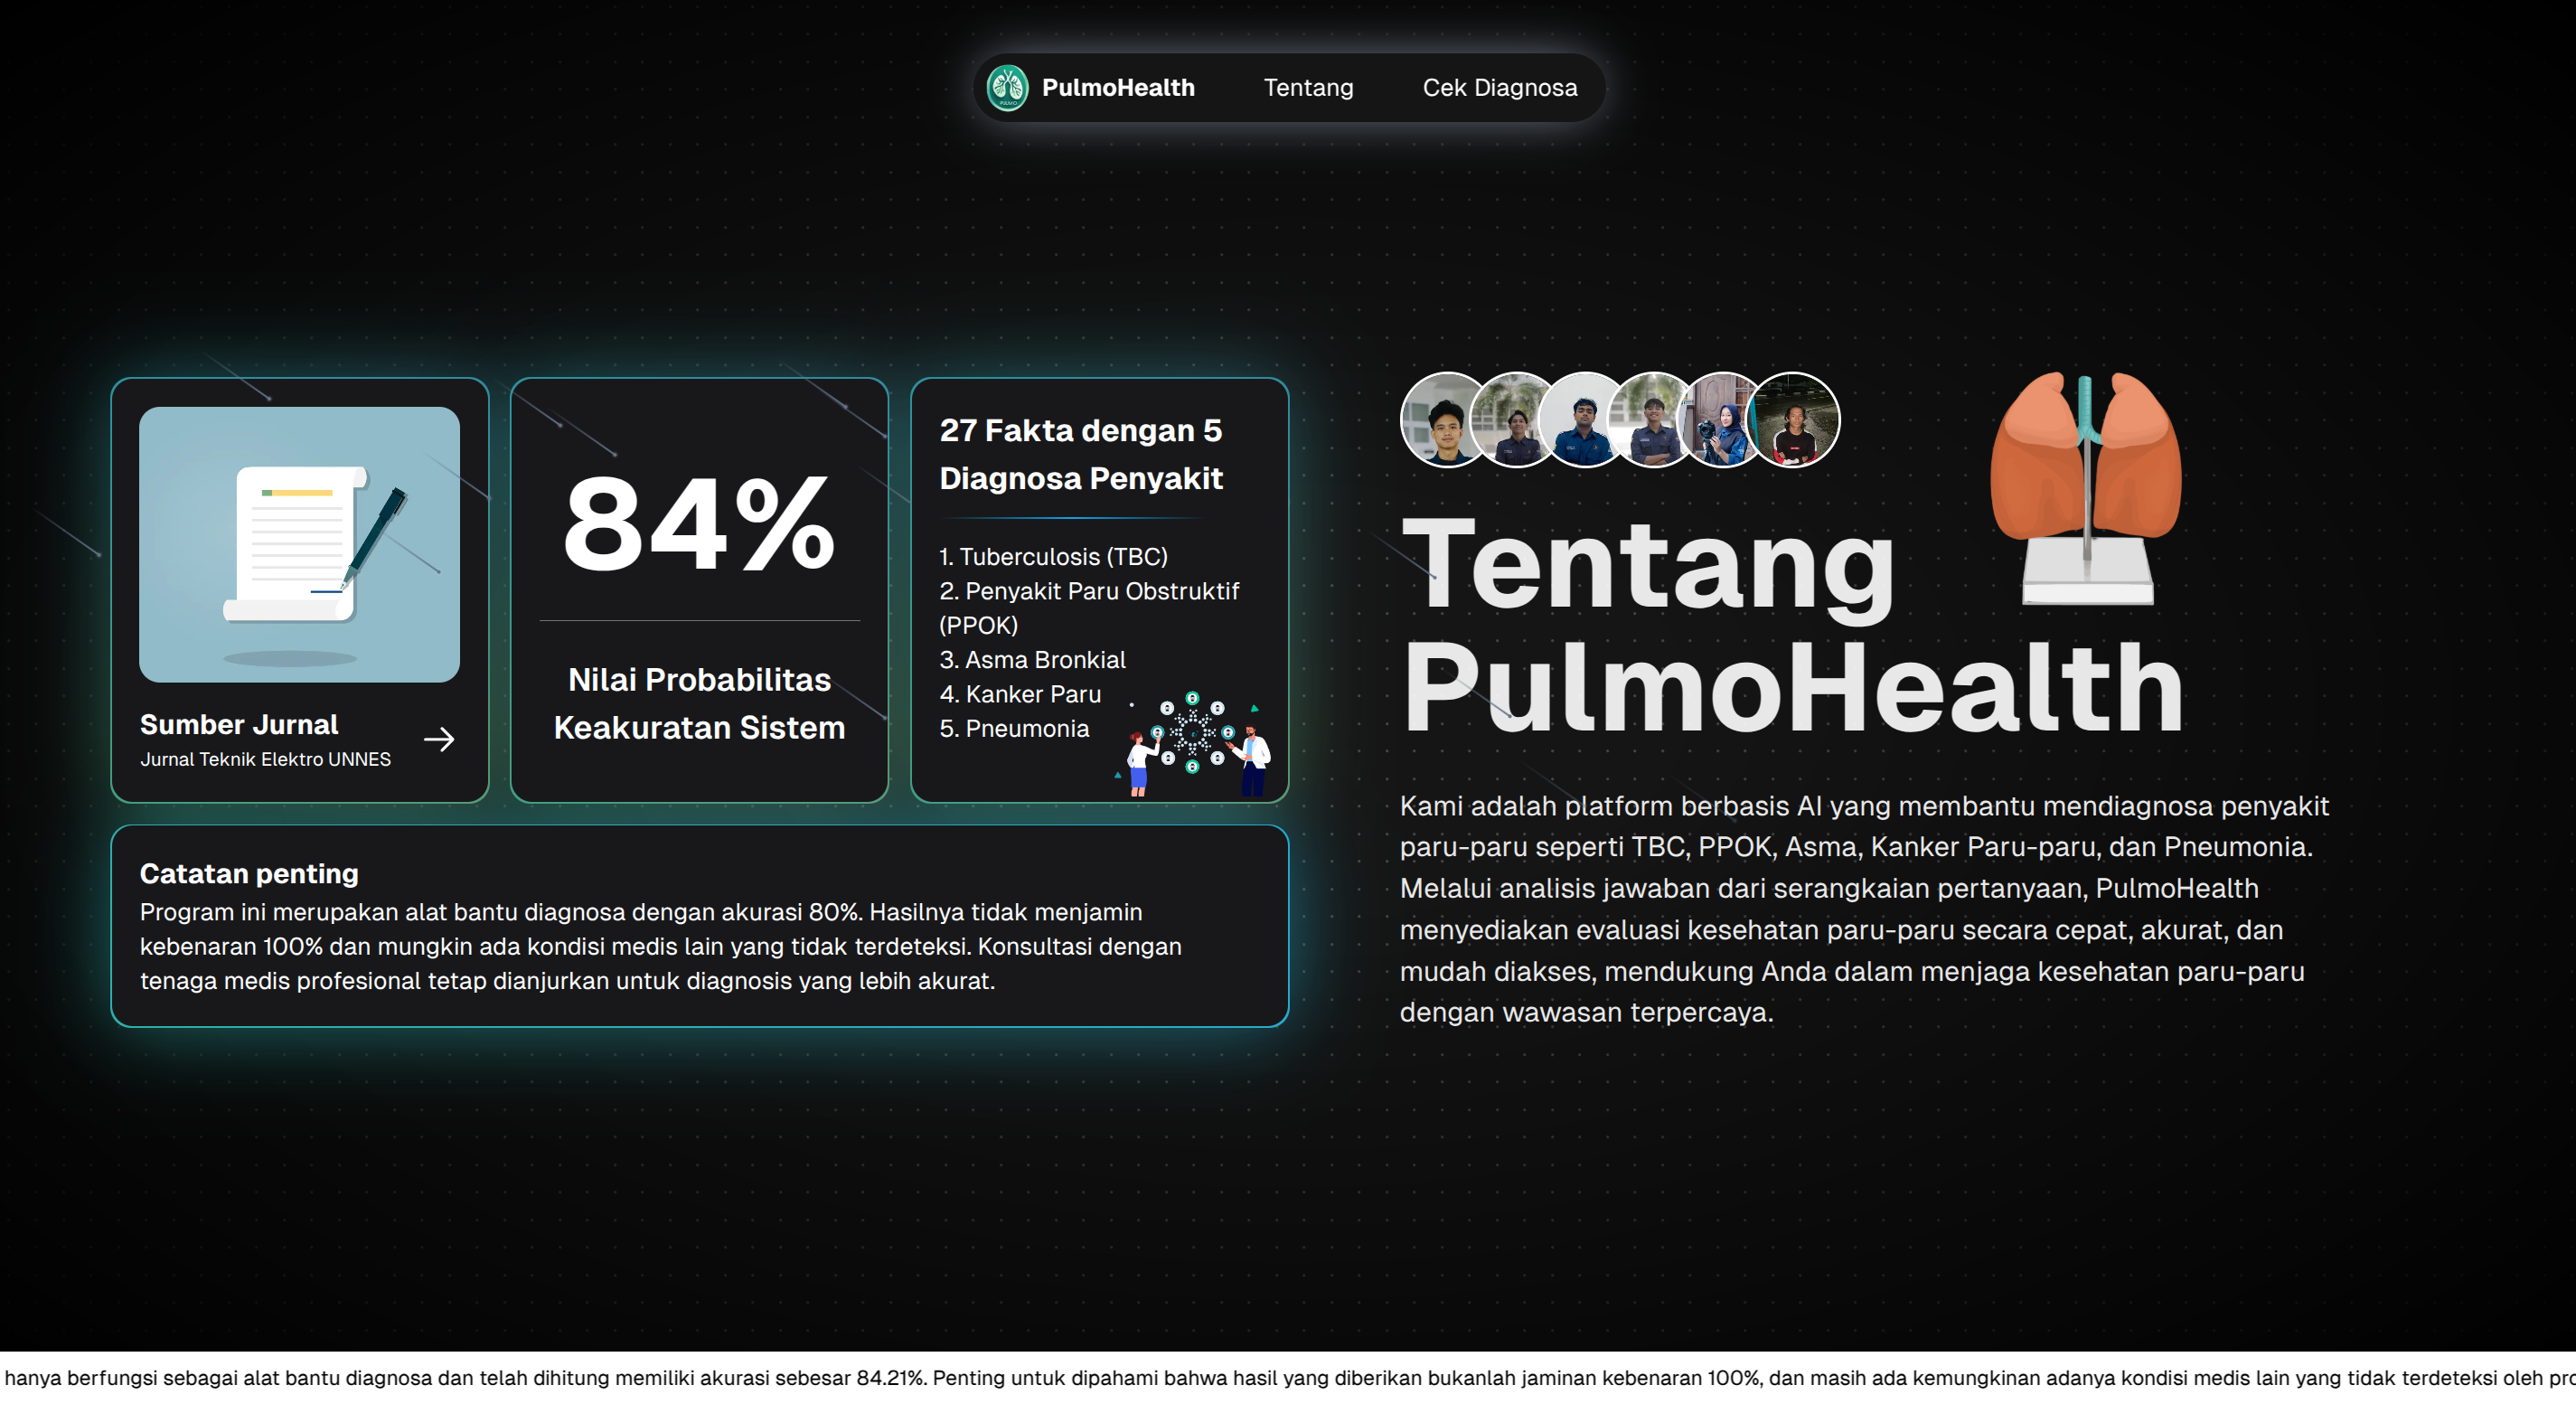 PulmoHealth
Tentang
Cek Diagnosa
Sumber Jurnal
Jurnal Teknik Elektro UNNES
84%
Nilai Probabilitas
Keakuratan Sistem
27 Fakta dengan 5
Diagnosa Penyakit
1. Tuberculosis (TBC)
2. Penyakit Paru Obstruktif
(PPOK)
3. Asma Bronkial
4. Kanker Paru
5. Pneumonia
Catatan penting
Program ini merupakan alat bantu diagnosa dengan akurasi 80%. Hasilnya tidak menjamin
kebenaran 100% dan mungkin ada kondisi medis lain yang tidak terdeteksi. Konsultasi dengan
tenaga medis profesional tetap dianjurkan untuk diagnosis yang lebih akurat.
Tentang
PulmoHealth
Kami adalah platform berbasis AI yang membantu mendiagnosa penyakit
paru-paru seperti TBC, PPOK, Asma, Kanker Paru-paru, dan Pneumonia.
Melalui analisis jawaban dari serangkaian pertanyaan, PulmoHealth
menyediakan evaluasi kesehatan paru-paru secara cepat, akurat, dan
mudah diakses, mendukung Anda dalam menjaga kesehatan paru-paru
dengan wawasan terpercaya.
hanya berfungsi sebagai alat bantu diagnosa dan telah dihitung memiliki akurasi sebesar 84.21%. Penting untuk dipahami bahwa hasil yang diberikan bukanlah jaminan kebenaran 100%, dan masih ada kemungkinan adanya kondisi medis lain yang tidak terdeteksi oleh